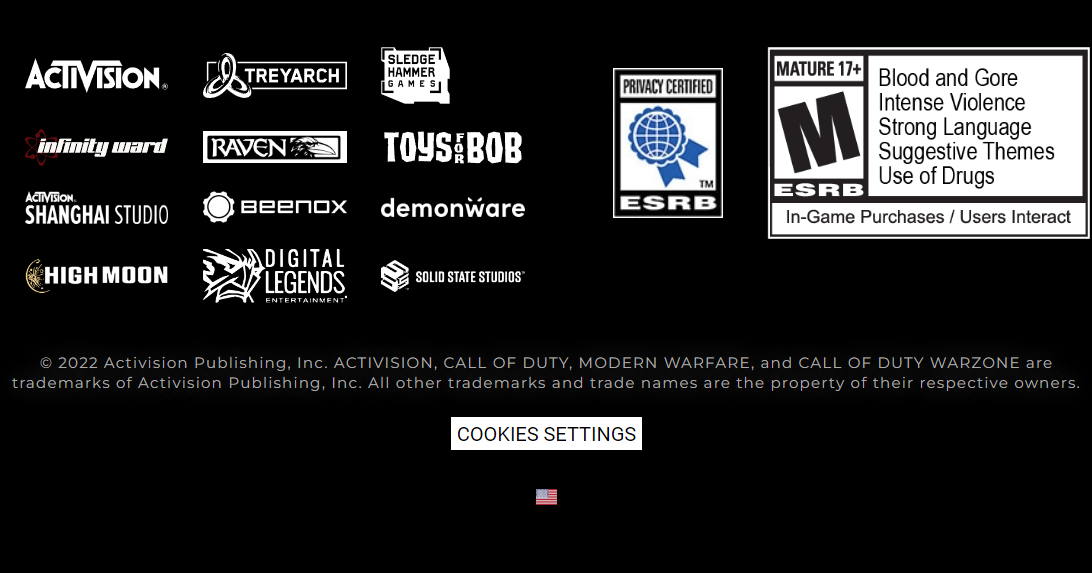 ACTIVISION®
TREYARCH
SLEDGE
HAMMER
GAMES
infinity ward
RAVEN
TOYS FOR BOB
ACTIVISION®
SHANGHAI STUDIO
BEENOX
demonware
HIGH MOON
DIGITAL
LEGENDS
ENTERTAINMENT
SOLID STATE STUDIOS™
PRIVACY CERTIFIED
TM
ESRB
MATURE 17+
M
ESRB
Blood and Gore
Intense Violence
Strong Language
Suggestive Themes
Use of Drugs
In-Game Purchases / Users Interact
© 2022 Activision Publishing, Inc. ACTIVISION, CALL OF DUTY, MODERN WARFARE, and CALL OF DUTY WARZONE are
trademarks of Activision Publishing, Inc. All other trademarks and trade names are the property of their respective owners.
COOKIES SETTINGS